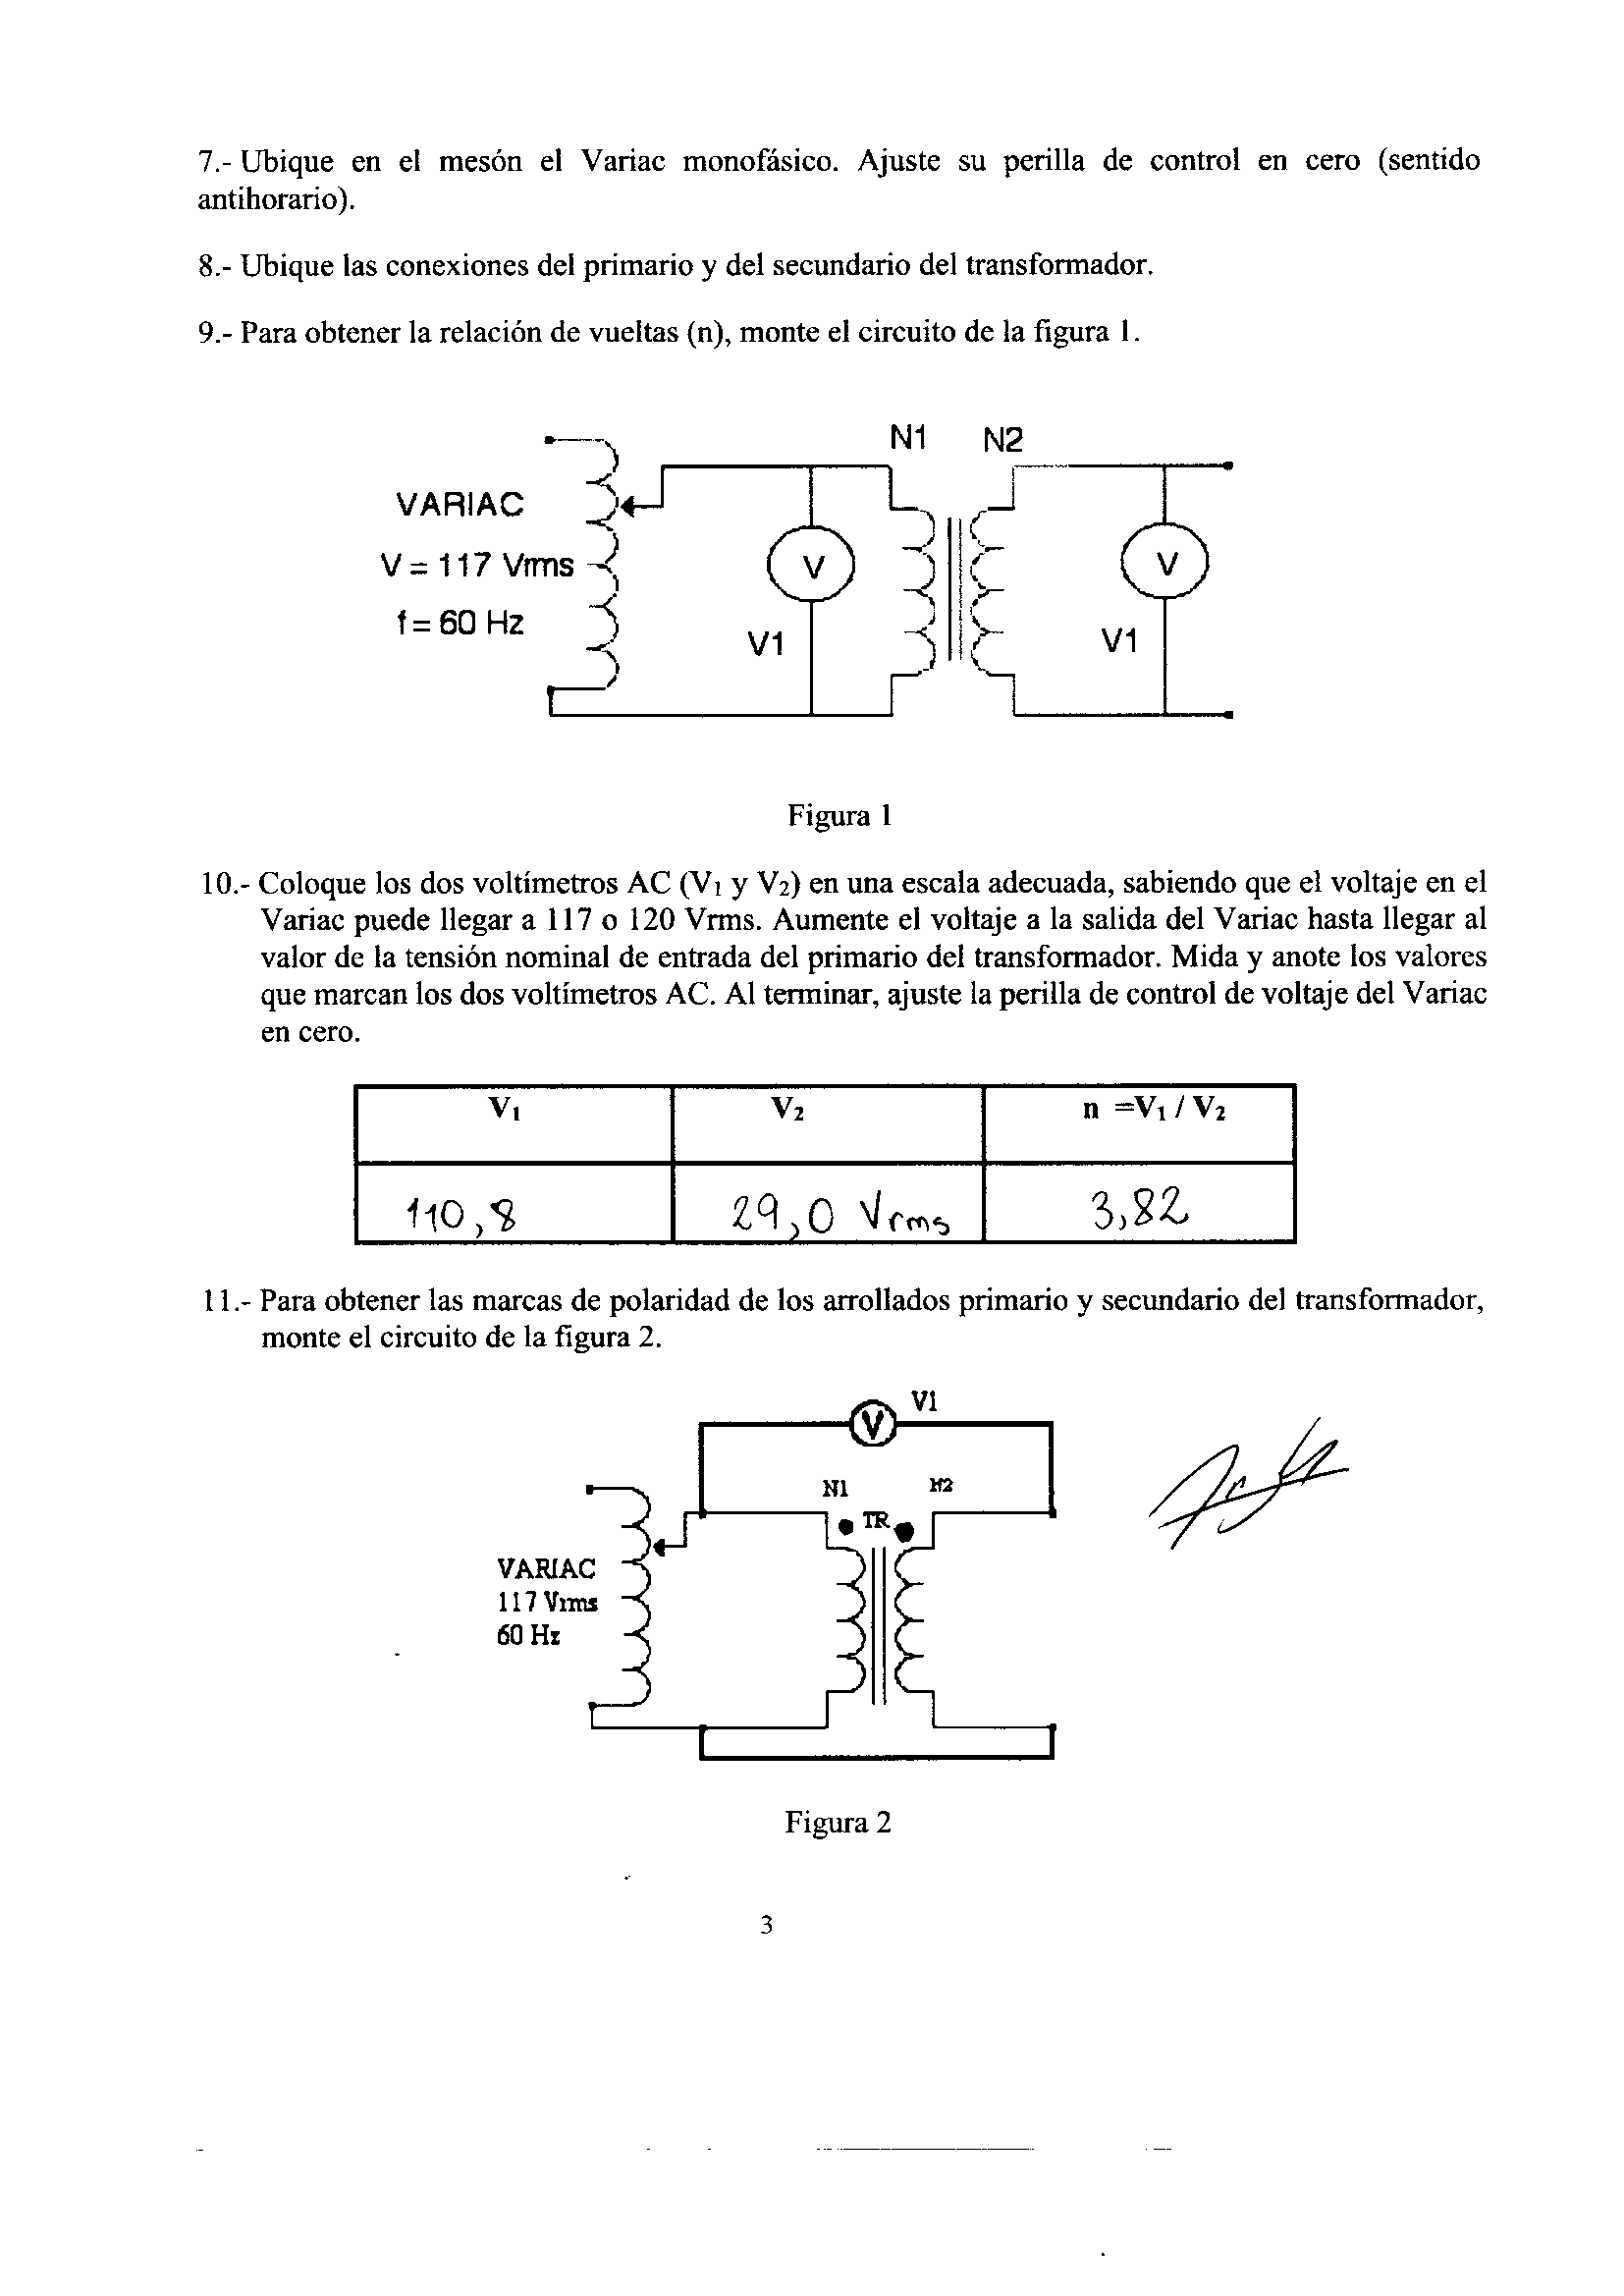 7.- Ubique en el mesón el Variac monofásico. Ajuste su perilla de control en cero (sentido
antihorario).
8.- Ubique las conexiones del primario y del secundario del transformador.
9.- Para obtener la relación de vueltas (n), monte el circuito de la figura 1.
N1 N2
VARIAC
V = 117 Vrms
f = 60 Hz
V V
V1 V1
Figura 1
10.- Coloque los dos voltímetros AC (V1 y V2) en una escala adecuada, sabiendo que el voltaje en el
Variac puede llegar a 117 o 120 Vrms. Aumente el voltaje a la salida del Variac hasta llegar al
valor de la tensión nominal de entrada del primario del transformador. Mida y anote los valores
que marcan los dos voltímetros AC. Al terminar, ajuste la perilla de control de voltaje del Variac
en cero.
V1 V2 n =V1 / V2
110,8 29,0 Vrms 3,82
11.- Para obtener las marcas de polaridad de los arrollados primario y secundario del transformador,
monte el circuito de la figura 2.
V1
V
N1 N2
TR
VARIAC
117 Vrms
60 Hz
Figura 2
3